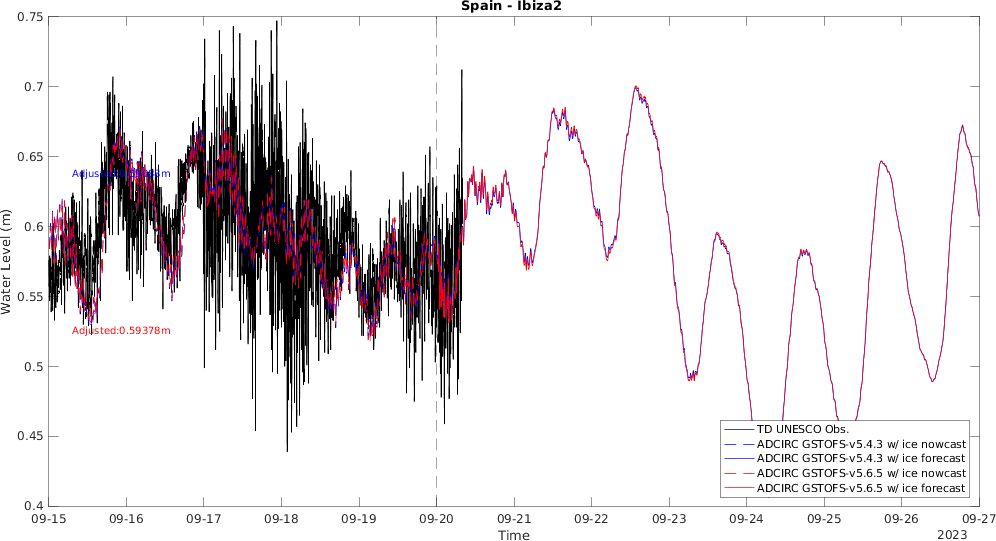 Spain - Ibiza2
Water Level (m)
0.75
0.7
0.65
0.6
0.55
0.5
0.45
0.4
Adjusted:0.59378m
TD UNESCO Obs.
ADCIRC GSTOFS-v5.4.3 w/ ice nowcast
ADCIRC GSTOFS-v5.4.3 w/ ice forecast
ADCIRC GSTOFS-v5.6.5 w/ ice nowcast
ADCIRC GSTOFS-v5.6.5 w/ ice forecast
09-15 09-16 09-17 09-18 09-19 09-20 09-21 09-22 09-23 09-24 09-25 09-26 09-27
Time
2023